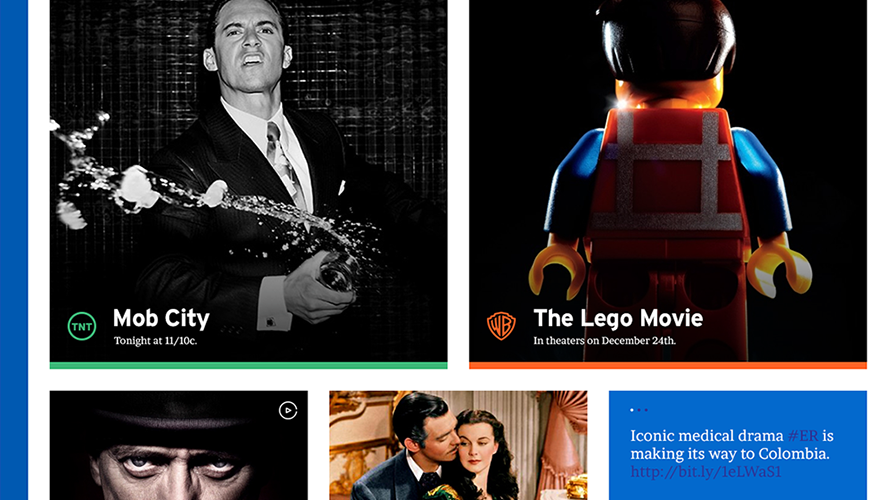 TNT
Mob City
Tonight at 11/10c.
WB
The Lego Movie
In theaters on December 24th.
Iconic medical drama #ER is
making its way to Colombia.
http://bit.ly/1eLWaS1